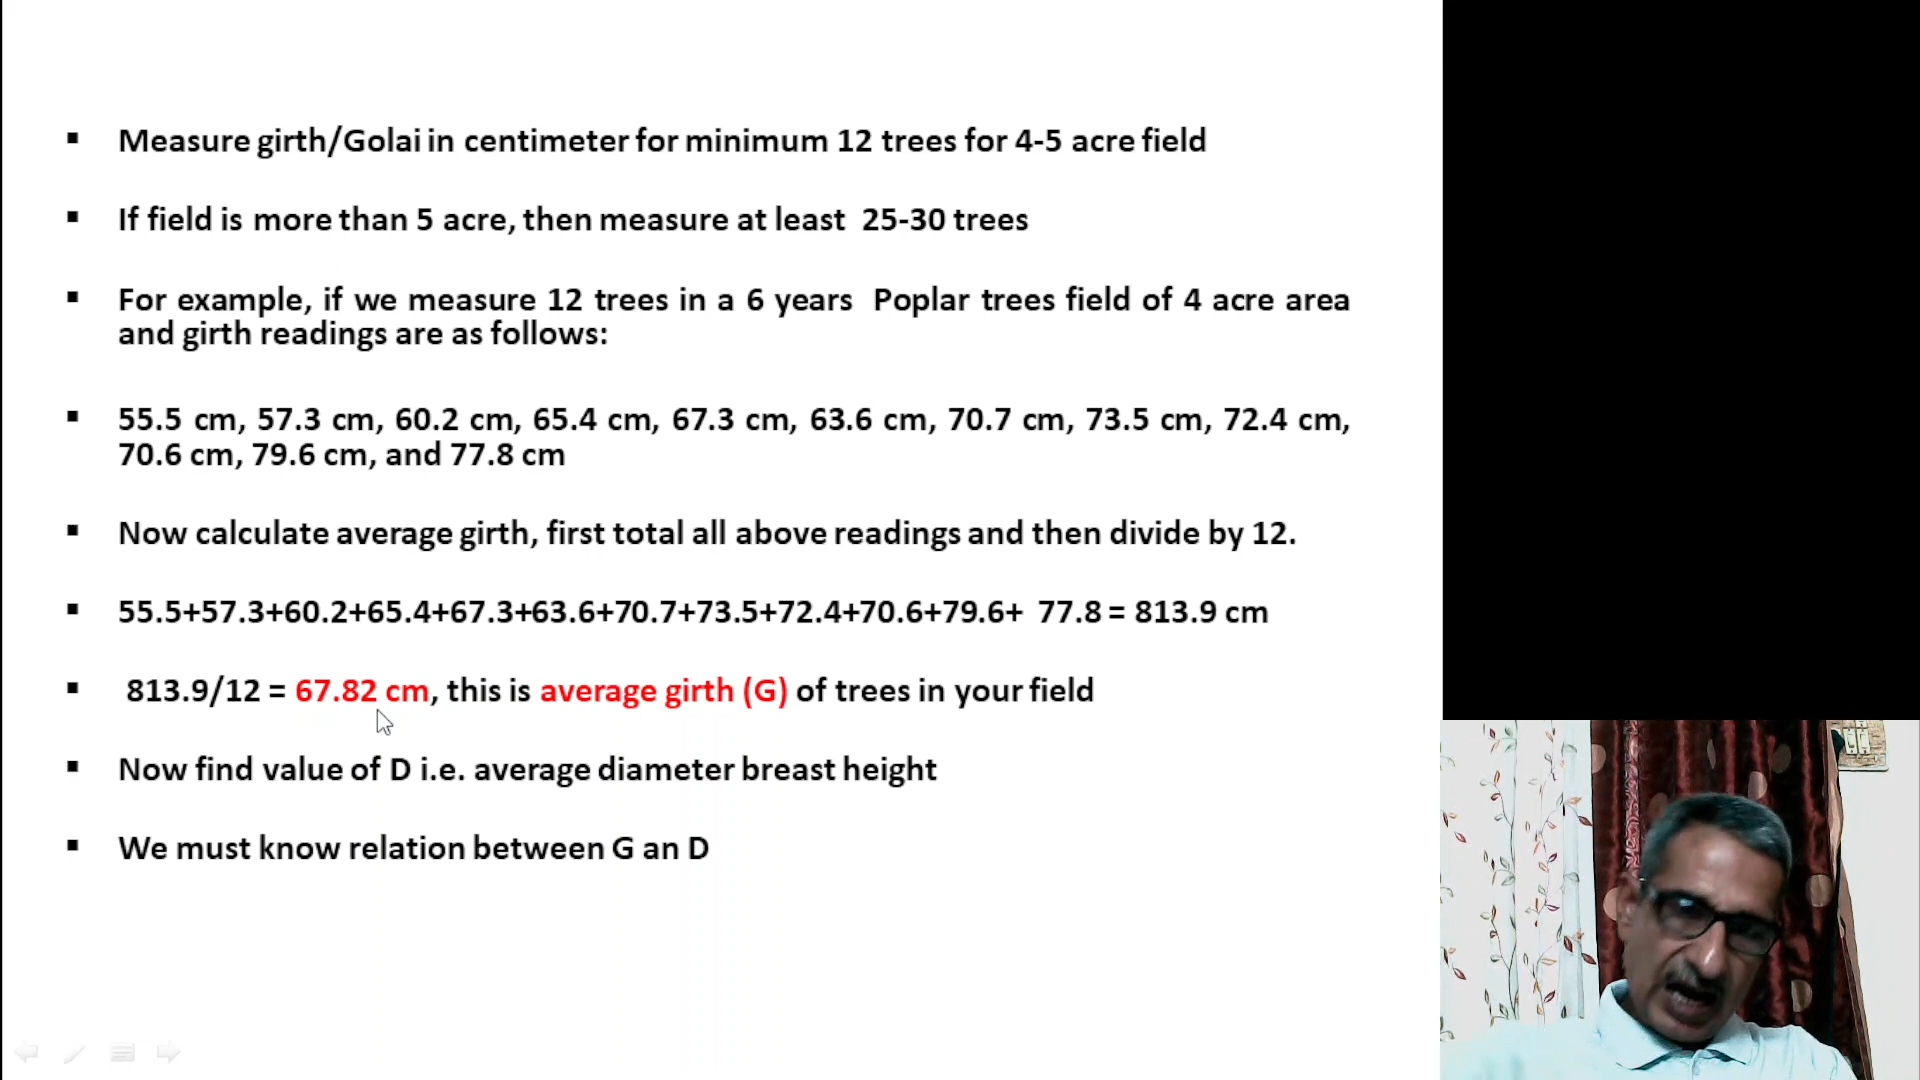 Measure girth/Golai in centimeter for minimum 12 trees for 4-5 acre field
If field is more than 5 acre, then measure at least 25-30 trees
For example, if we measure 12 trees in a 6 years Poplar trees field of 4 acre area
and girth readings are as follows:
55.5 cm, 57.3 cm, 60.2 cm, 65.4 cm, 67.3 cm, 63.6 cm, 70.7 cm, 73.5 cm, 72.4 cm,
70.6 cm, 79.6 cm, and 77.8 cm
Now calculate average girth, first total all above readings and then divide by 12.
55.5+57.3+60.2+65.4+67.3+63.6+70.7+73.5+72.4+70.6+79.6+ 77.8 = 813.9 cm
813.9/12 = 67.82 cm, this is average girth (G) of trees in your field
Now find value of D i.e. average diameter breast height
We must know relation between G an D